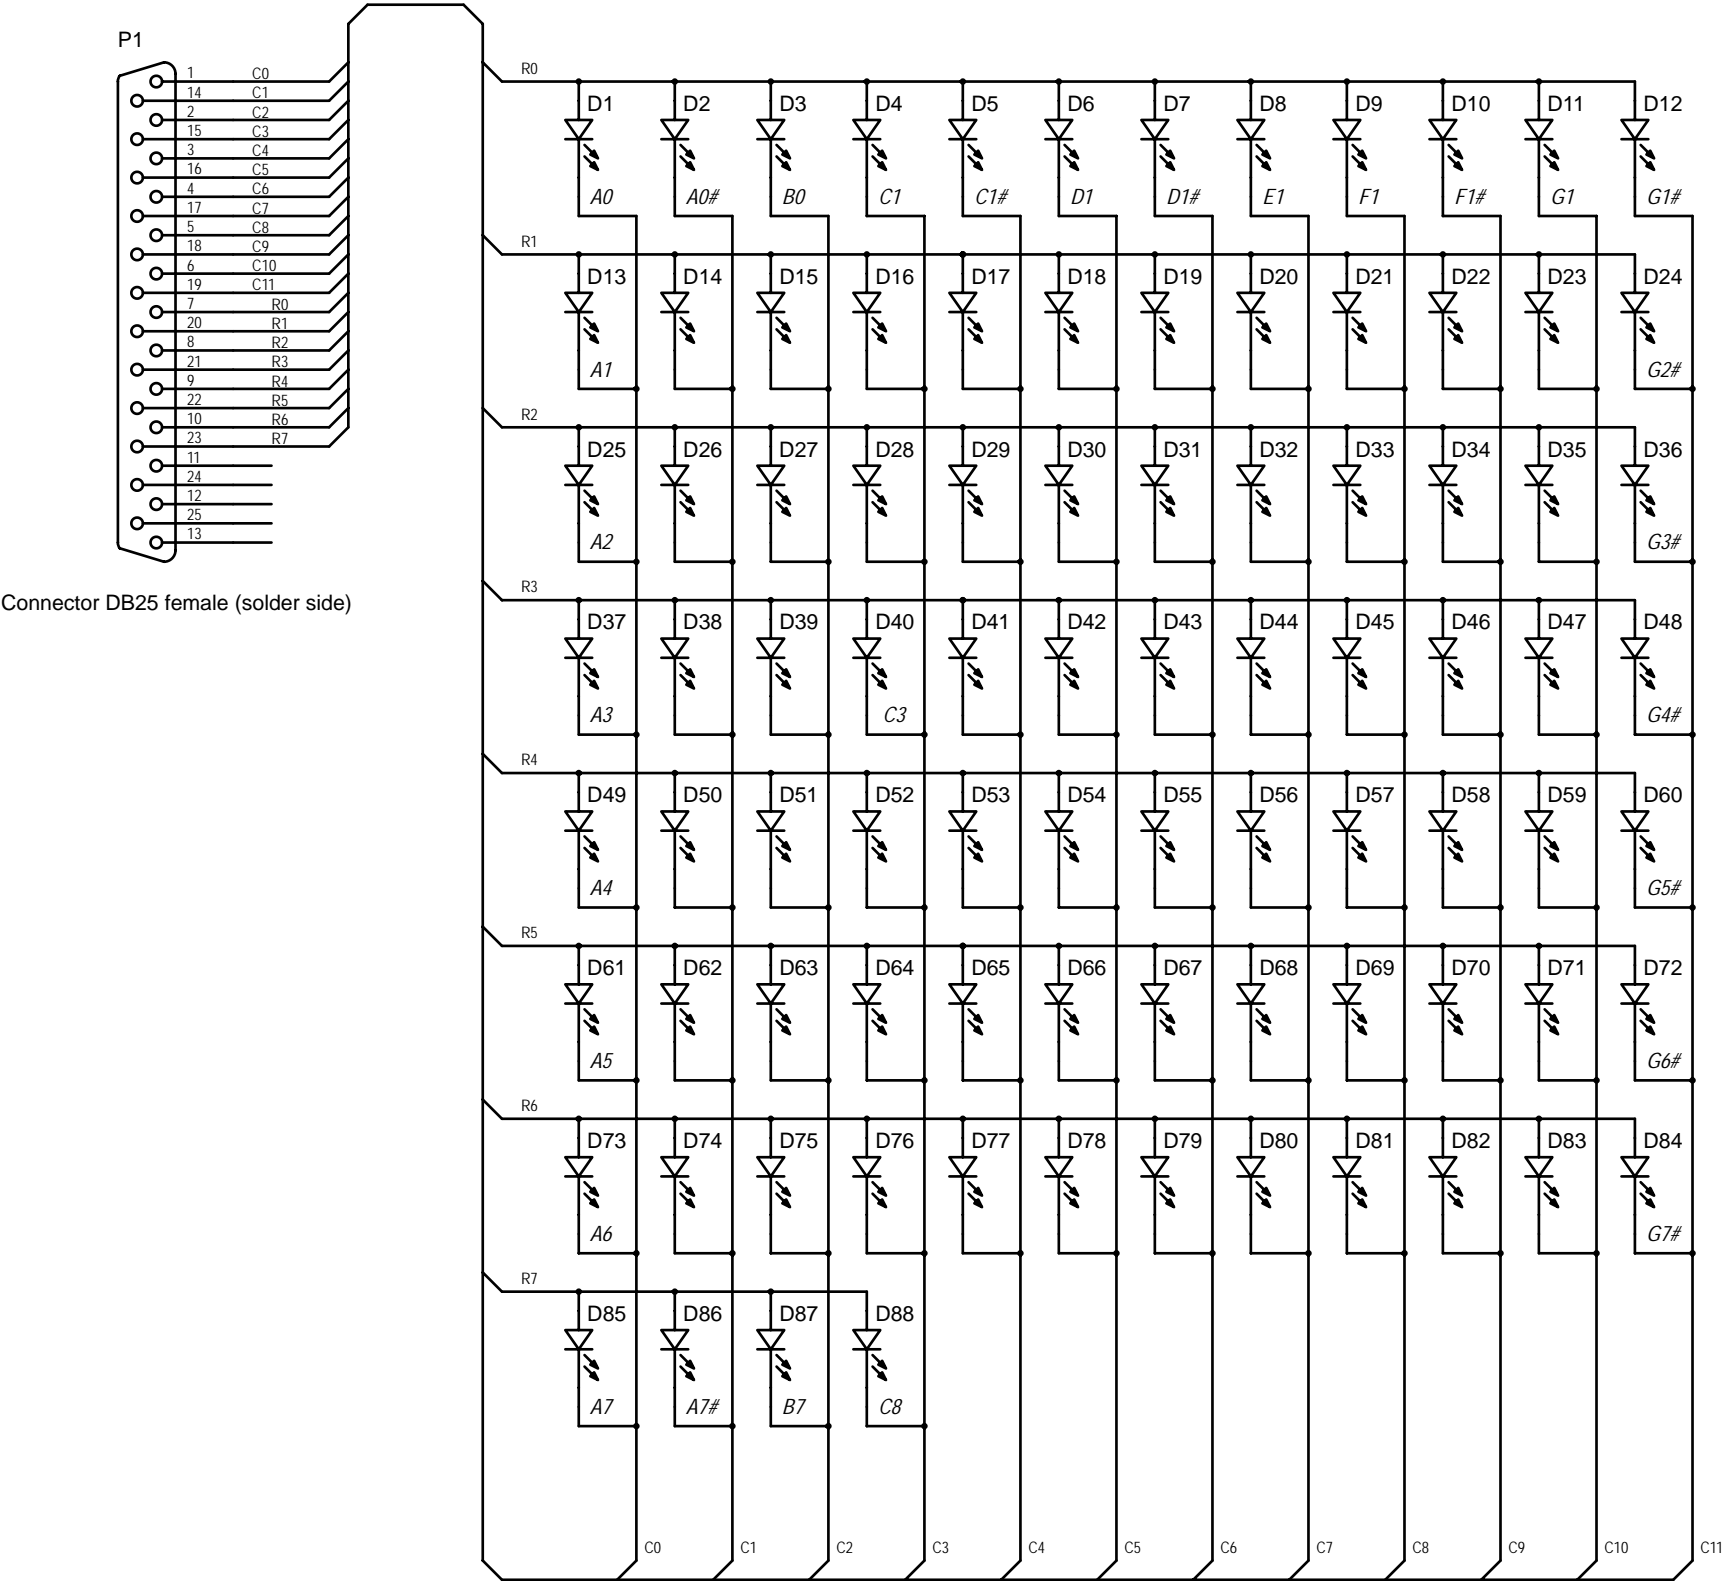 P1
1 C0
14 C1
2 C2
15 C3
3 C4
16 C5
4 C6
17 C7
5 C8
18 C9
6 C10
19 C11
7 R0
20 R1
8 R2
21 R3
9 R4
22 R5
10 R6
23 R7
11
24
12
25
13
Connector DB25 female (solder side)
R0
D1 D2 D3 D4 D5 D6 D7 D8 D9 D10 D11 D12
A0 A0# B0 C1 C1# D1 D1# E1 F1 F1# G1 G1#
R1
D13 D14 D15 D16 D17 D18 D19 D20 D21 D22 D23 D24
A1 G2#
R2
D25 D26 D27 D28 D29 D30 D31 D32 D33 D34 D35 D36
A2 G3#
R3
D37 D38 D39 D40 D41 D42 D43 D44 D45 D46 D47 D48
A3 C3 G4#
R4
D49 D50 D51 D52 D53 D54 D55 D56 D57 D58 D59 D60
A4 G5#
R5
D61 D62 D63 D64 D65 D66 D67 D68 D69 D70 D71 D72
A5 G6#
R6
D73 D74 D75 D76 D77 D78 D79 D80 D81 D82 D83 D84
A6 G7#
R7
D85 D86 D87 D88
A7 A7# B7 C8
C0 C1 C2 C3 C4 C5 C6 C7 C8 C9 C10 C11